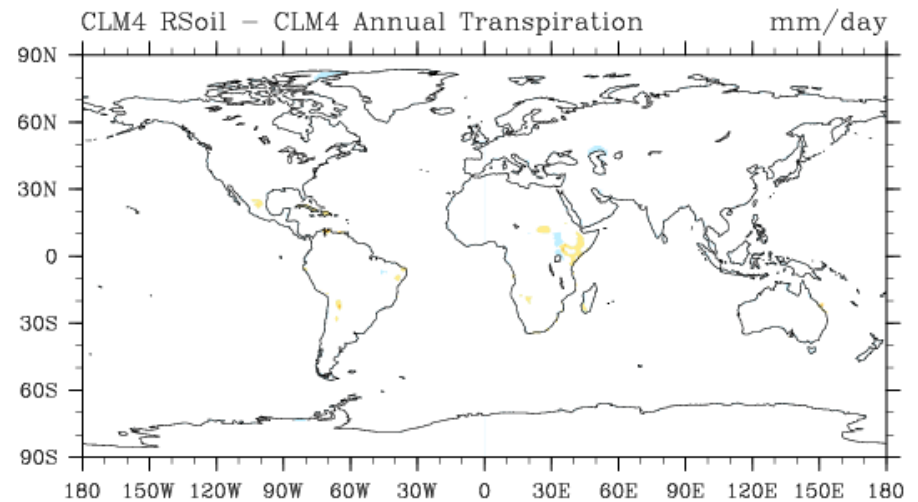 CLM4 RSoil – CLM4 Annual Transpiration mm/day
90N
60N
30N
0
30S
60S
90S
180 150W 120W 90W 60W 30W 0 30E 60E 90E 120E 150E 180